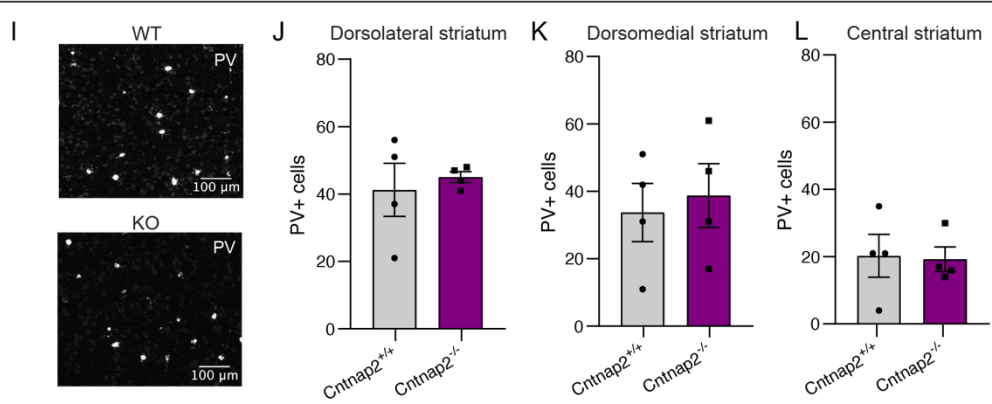 I
WT
PV
100 µm
KO
PV
100 µm
J
Dorsolateral striatum
80
60
40
20
0
PV+ cells
Cntnap2+/+
Cntnap2-/-
K
Dorsomedial striatum
80
60
40
20
0
PV+ cells
Cntnap2+/+
Cntnap2-/-
L
Central striatum
80
60
40
20
0
PV+ cells
Cntnap2+/+
Cntnap2-/-